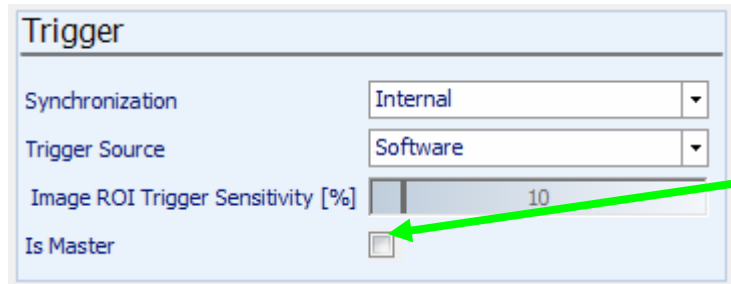 Trigger
Synchronization Internal
Trigger Source Software
Image ROI Trigger Sensitivity [%] 10
Is Master